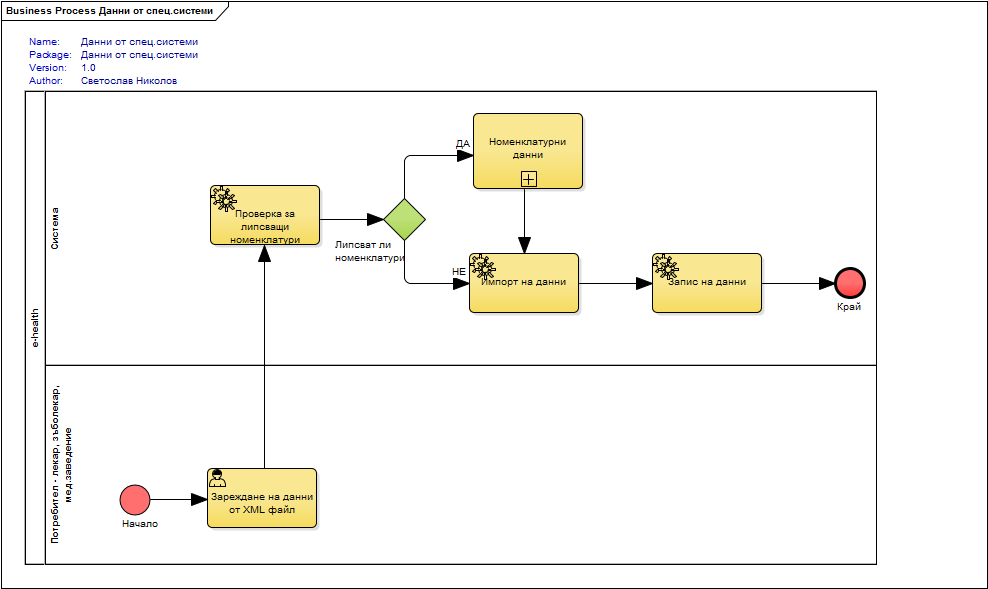 Business Process Данни от спец.системи
Name: Данни от спец.системи
Package: Данни от спец.системи
Version: 1.0
Author: Светослав Николов
e-health
Система
Проверка за
липсващи
номенклатури
Липсват ли
номенклатури
ДА
Номенклатурни
данни
НЕ
Импорт на данни
Запис на данни
Край
Потребител - лекар, зъболекар,
мед.заведение
Начало
Зареждане на данни
от XML файл